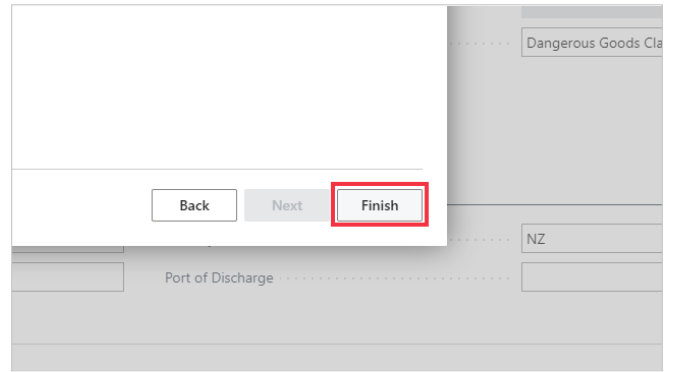 Dangerous Goods Cla
Back Next Finish
NZ
Port of Discharge